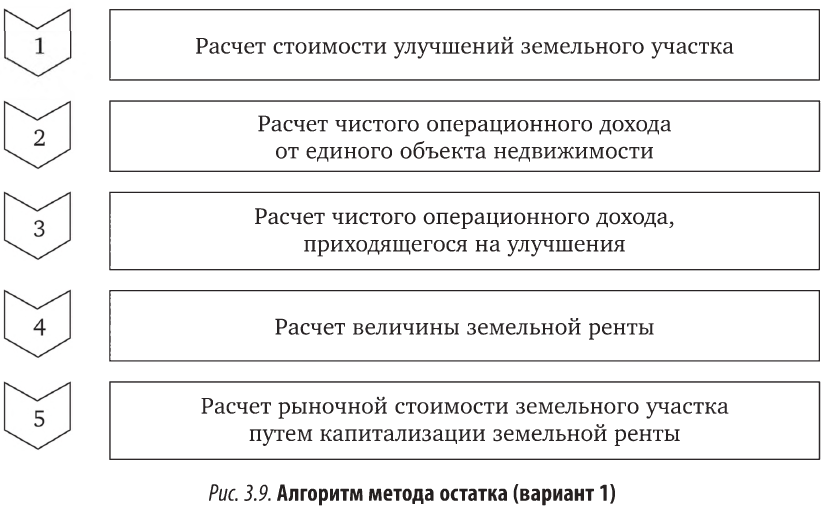 1
Расчет стоимости улучшений земельного участка
2
Расчет чистого операционного дохода
от единого объекта недвижимости
3
Расчет чистого операционного дохода,
приходящегося на улучшения
4
Расчет величины земельной ренты
5
Расчет рыночной стоимости земельного участка
путем капитализации земельной ренты
Рис. 3.9. Алгоритм метода остатка (вариант 1)